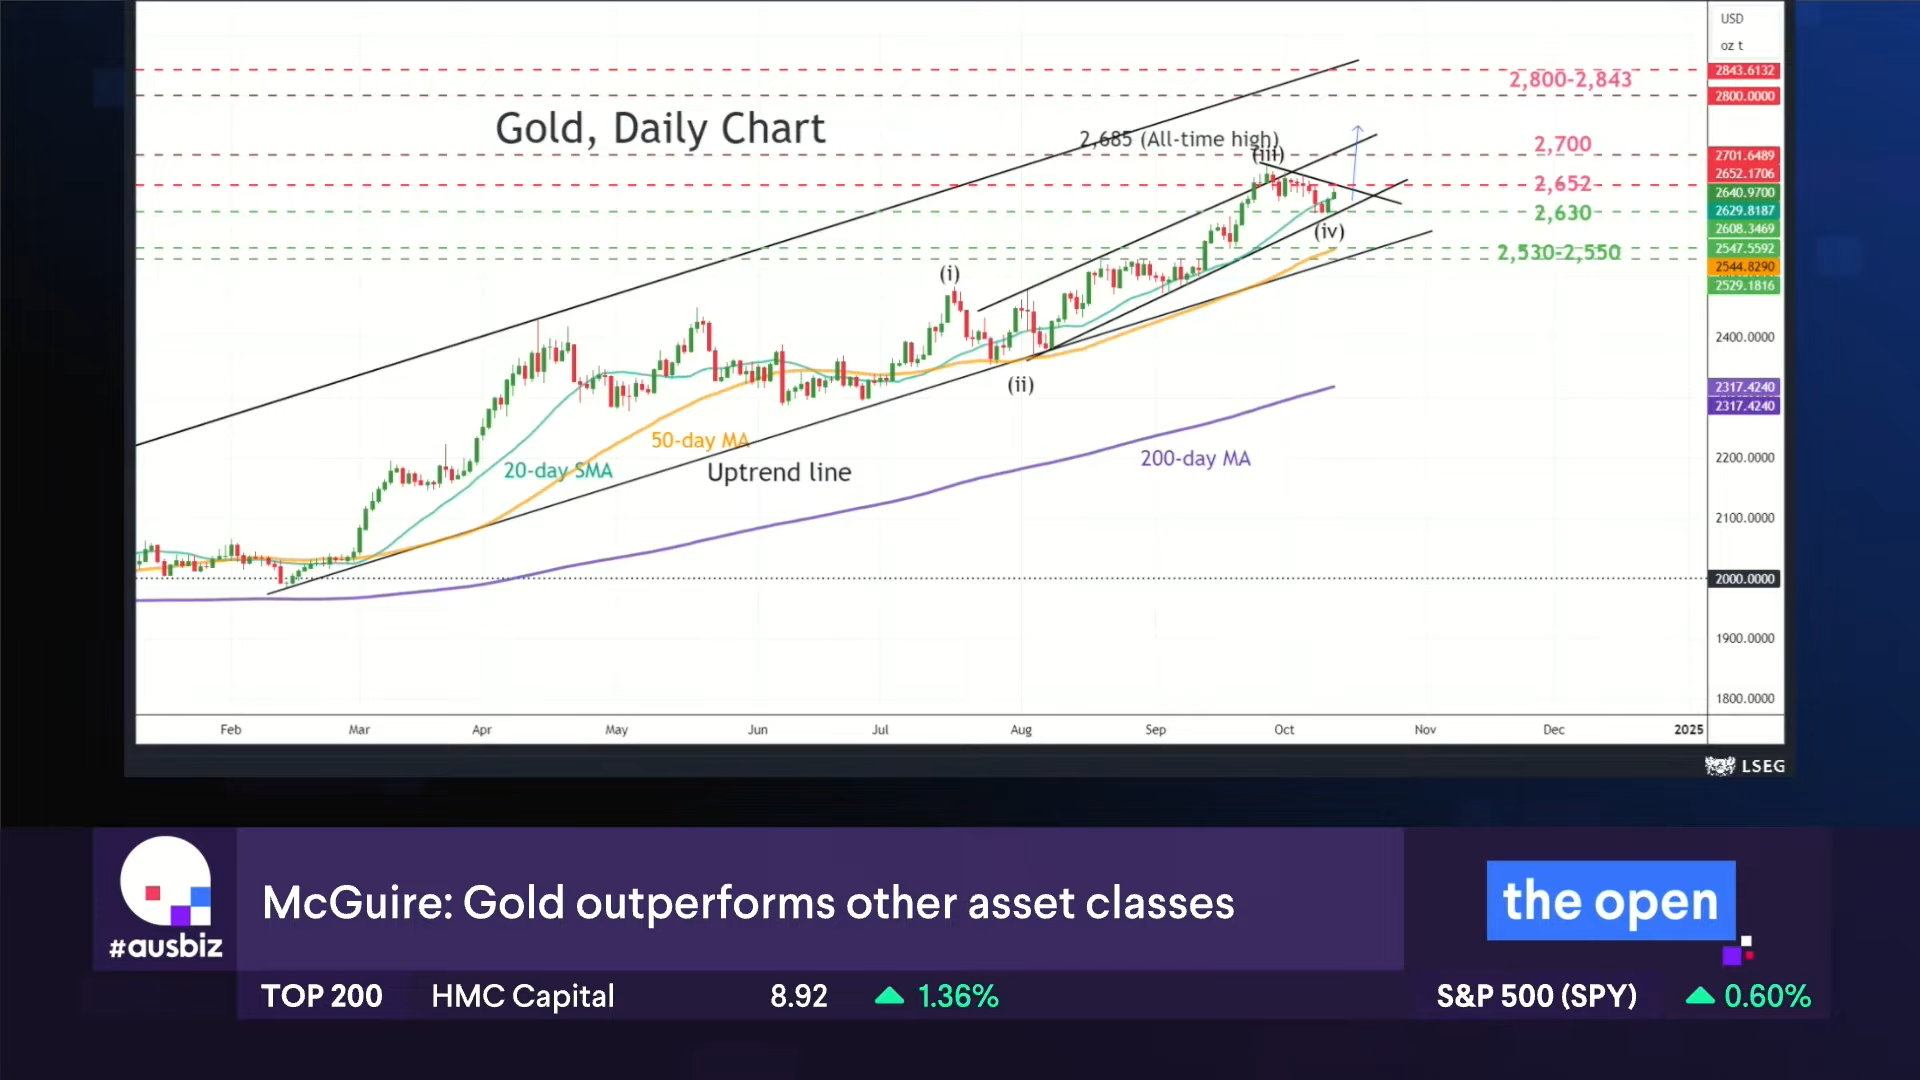 USD
oz t
2843.6132
2,800-2,843
2800.0000
Gold, Daily Chart
2,685 (All-time high)
(iii)
2,700
2701.6489
2652.1706
2,652
2640.9700
2,630
2629.8187
2608.3469
(iv)
2,530-2,550
2547.5592
2544.8290
2529.1816
(i)
2400.0000
(ii)
2317.4240
2317.4240
50-day MA
20-day SMA
Uptrend line
200-day MA
2200.0000
2100.0000
2000.0000
1900.0000
1800.0000
Feb Mar Apr May Jun Jul Aug Sep Oct Nov Dec 2025
LSEG
#ausbiz
McGuire: Gold outperforms other asset classes
the open
TOP 200 HMC Capital 8.92 1.36% S&P 500 (SPY) 0.60%